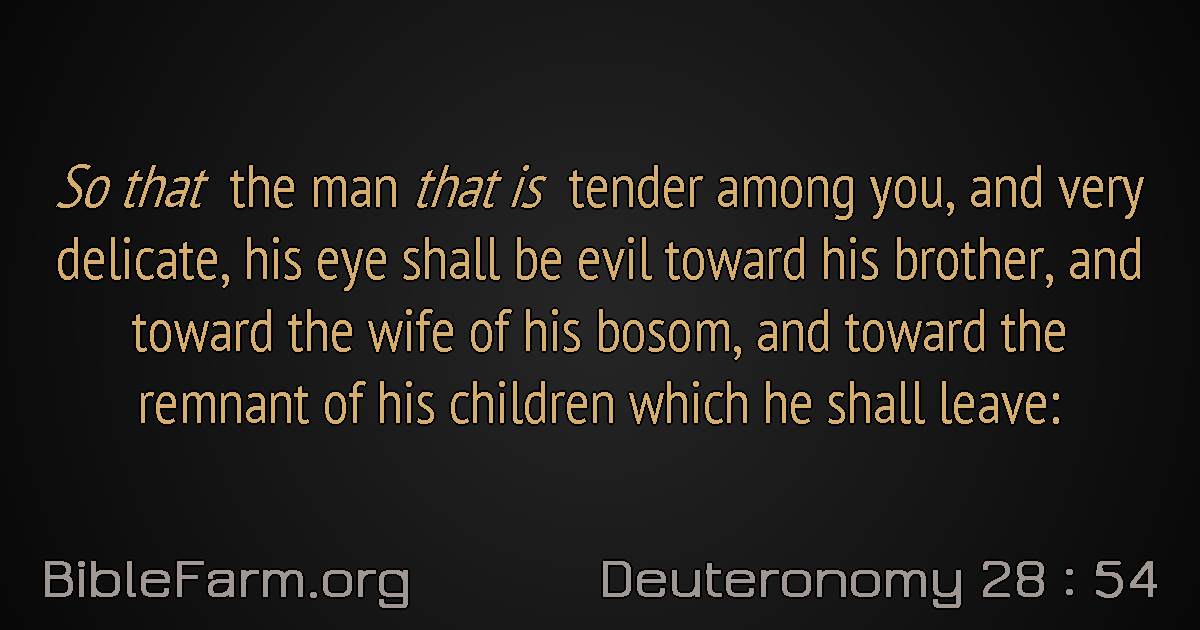 So that the man that is tender among you, and very
delicate, his eye shall be evil toward his brother, and
toward the wife of his bosom, and toward the
remnant of his children which he shall leave:
BibleFarm.org
Deuteronomy 28 : 54